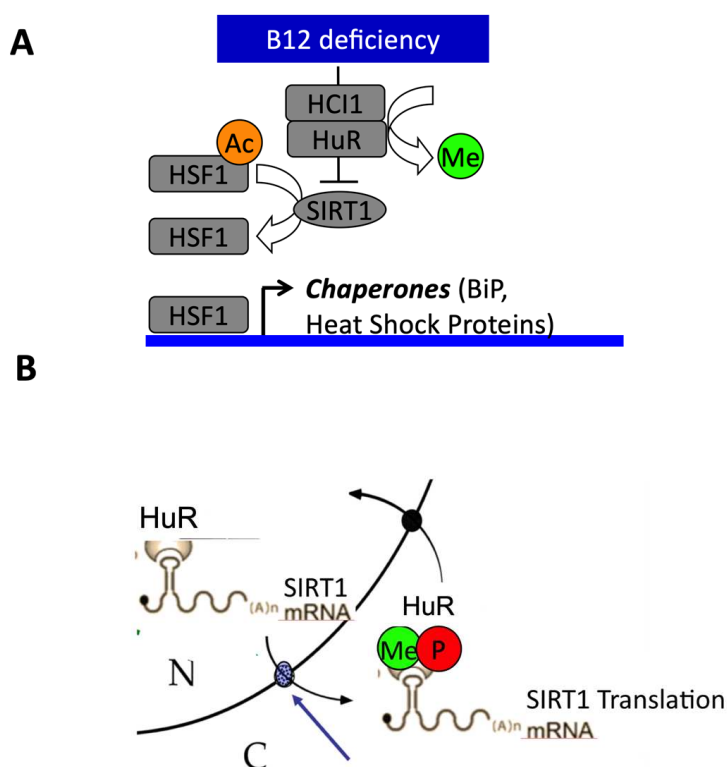 A
B12 deficiency
HCl1
HuR
Ac
Me
HSF1
SIRT1
HSF1
Chaperones (BiP,
HSF1
Heat Shock Proteins)
B
HuR
SIRT1
(A)n mRNA
HuR
Me P
N
SIRT1 Translation
(A)n mRNA
C